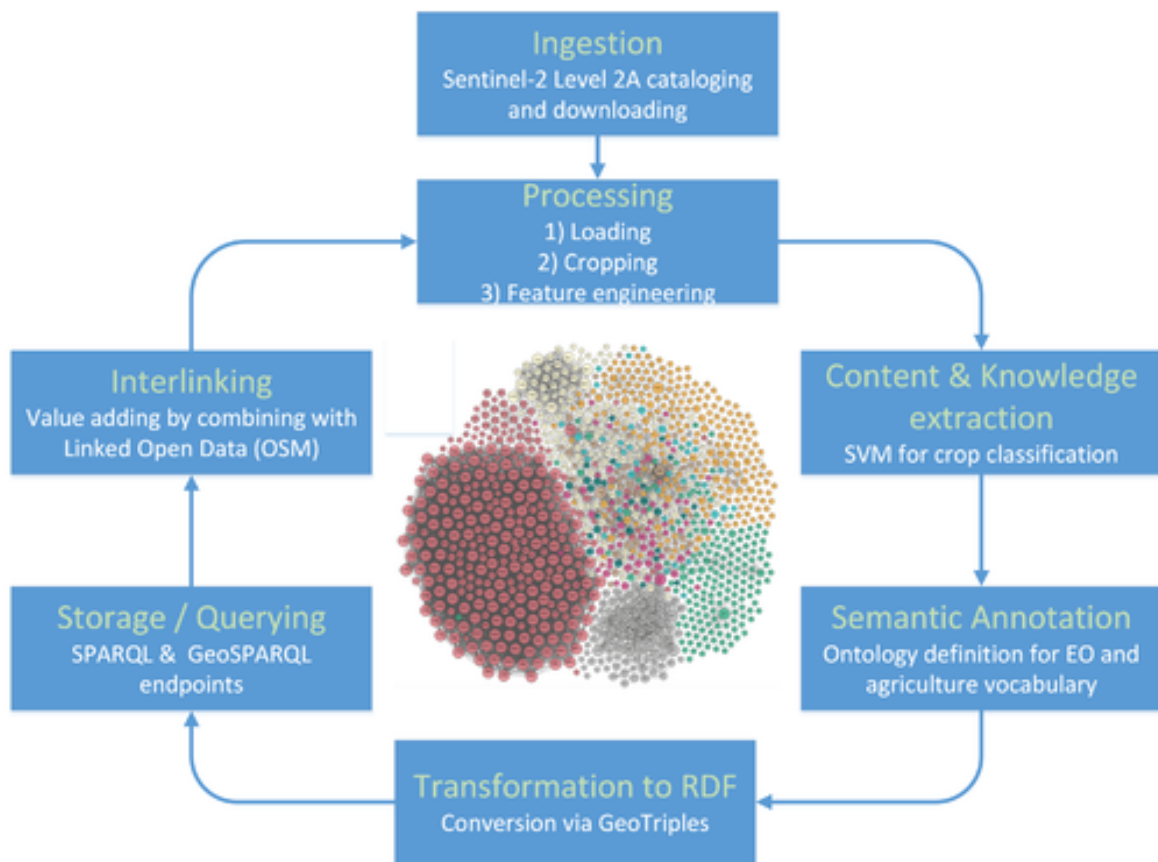 Ingestion
Sentinel-2 Level 2A cataloging
and downloading
Processing
1) Loading
2) Cropping
3) Feature engineering
Interlinking
Value adding by combining with
Linked Open Data (OSM)
Content & Knowledge
extraction
SVM for crop classification
Storage / Querying
SPARQL & GeoSPARQL
endpoints
Semantic Annotation
Ontology definition for EO and
agriculture vocabulary
Transformation to RDF
Conversion via GeoTriples